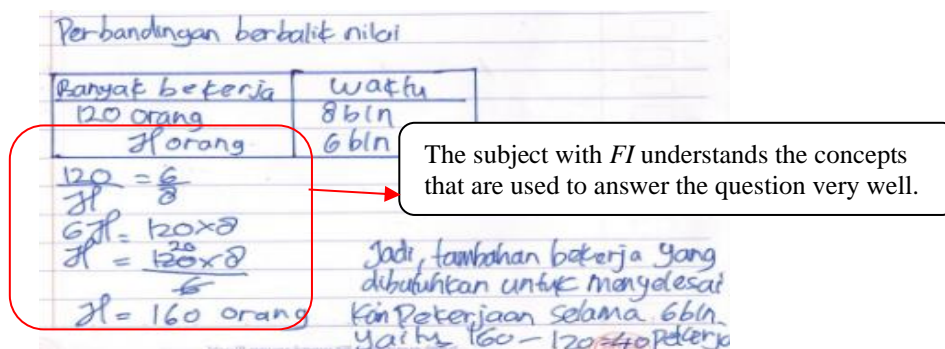 Perbandingan berbalik nilai
Banyak bekerja waktu
120 orang 8 bln
x orang 6 bln
The subject with FI understands the concepts
that are used to answer the question very well.
120/x = 6/8
6x = 120×8
x = 120×8/6
20
x = 160 orang
Jadi, tambahan bekerja yang
dibutuhkan untuk menyelesai
kan Pekerjaan selama 6 bln.
yaitu 160 - 120 = 40 Pekerja